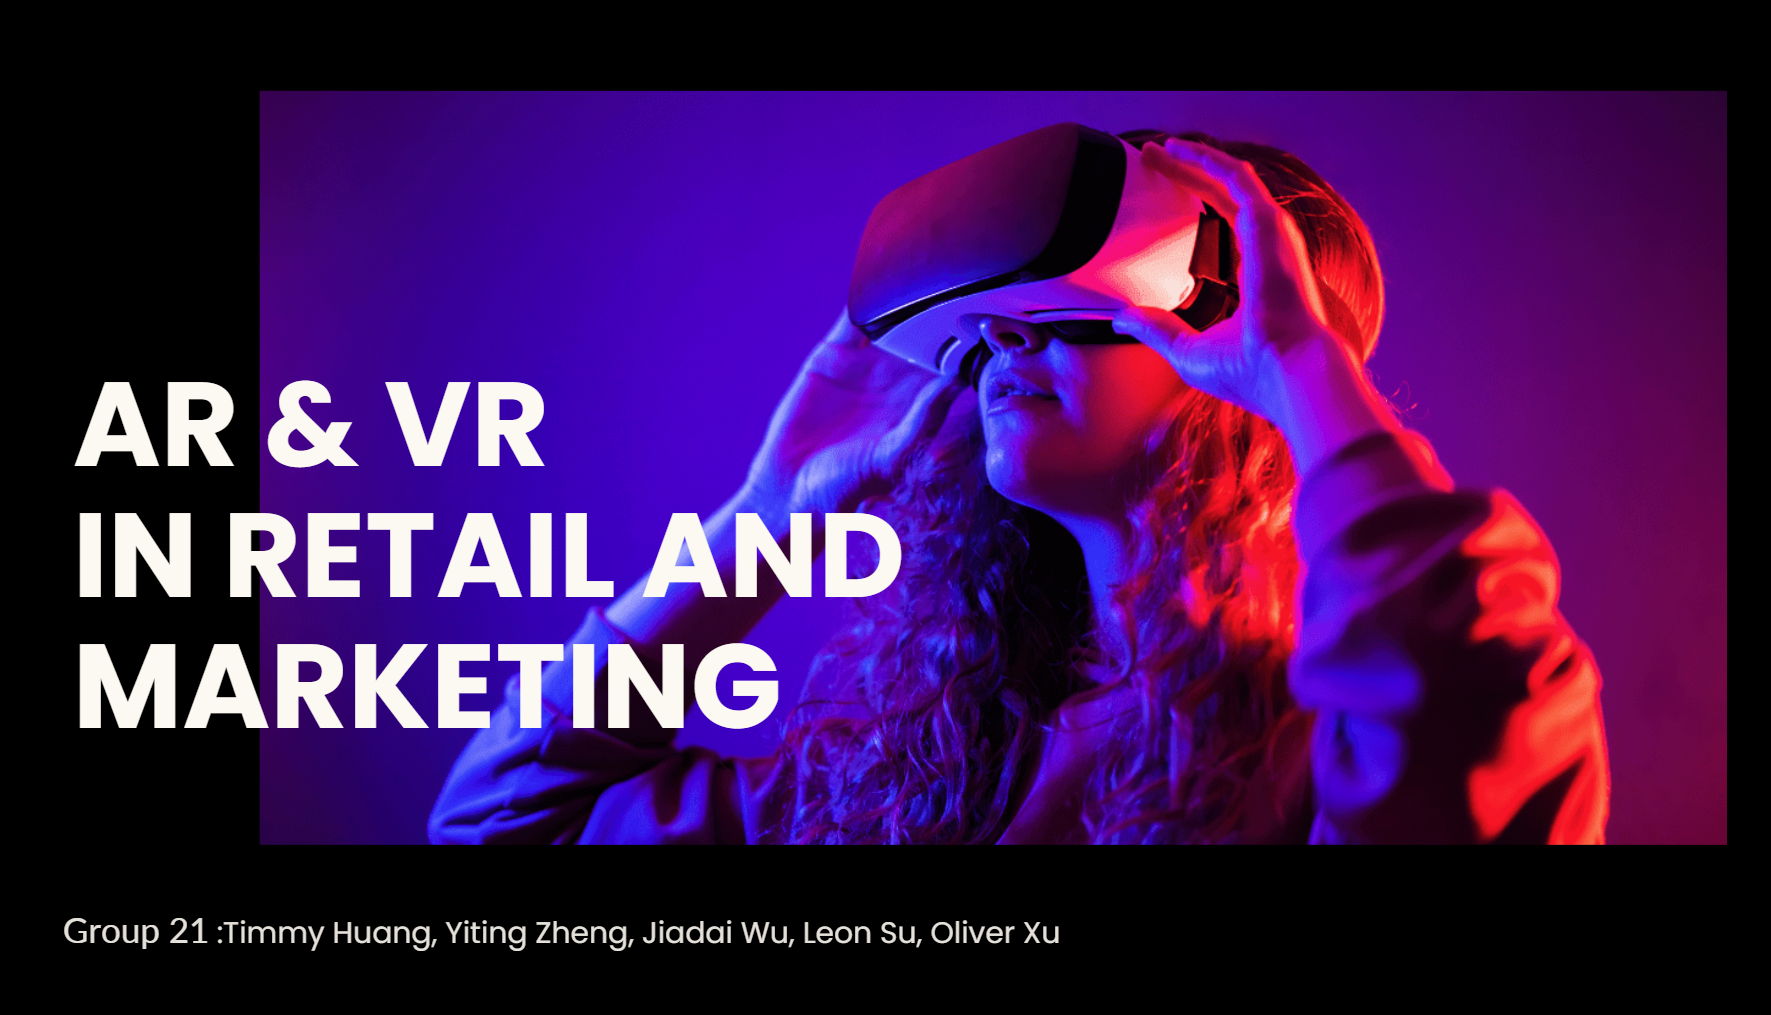 AR & VR
IN RETAIL AND
MARKETING
Group 21 :Timmy Huang, Yiting Zheng, Jiadai Wu, Leon Su, Oliver Xu